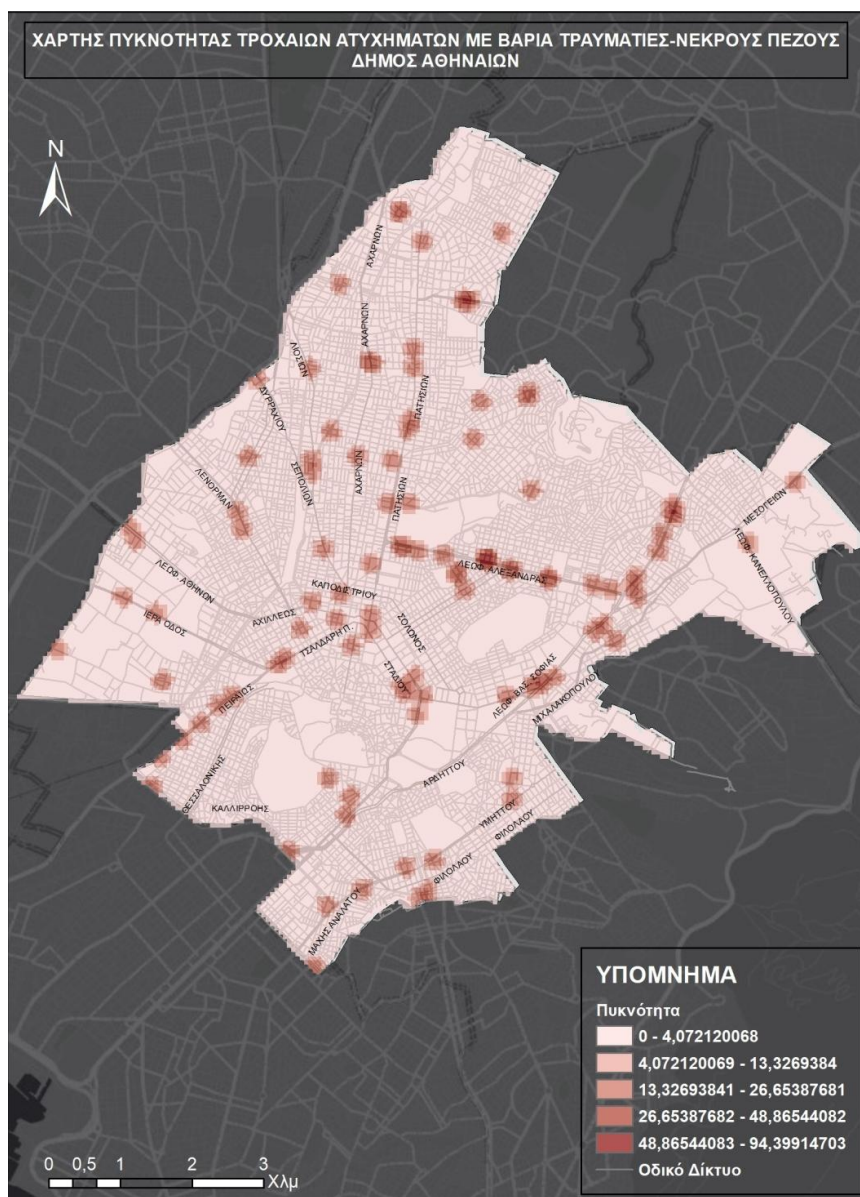 ΧΑΡΤΗΣ ΠΥΚΝΟΤΗΤΑΣ ΤΡΟΧΑΙΩΝ ΑΤΥΧΗΜΑΤΩΝ ΜΕ ΒΑΡΙΑ ΤΡΑΥΜΑΤΙΕΣ-ΝΕΚΡΟΥΣ ΠΕΖΟΥΣ
ΔΗΜΟΣ ΑΘΗΝΑΙΩΝ
N
ΑΧΑΡΝΩΝ
ΑΧΑΡΝΩΝ
ΛΙΟΣΙΩΝ
ΔΥΡΡΑΧΙΟΥ
ΠΑΤΗΣΙΩΝ
ΑΧΑΡΝΩΝ
ΣΕΠΟΛΙΩΝ
ΛΕΝΟΡΜΑΝ
ΠΑΤΗΣΙΩΝ
ΜΕΣΟΓΕΙΩΝ
ΛΕΩΦ. ΚΑΝΕΛΛΟΠΟΥΛΟΥ
ΛΕΩΦ. ΑΛΕΞΑΝΔΡΑΣ
ΛΕΩΦ. ΑΘΗΝΩΝ
ΚΑΠΟΔΙΣΤΡΙΟΥ
ΑΧΙΛΛΕΩΣ
ΙΕΡΑ ΟΔΟΣ
ΤΣΑΛΔΑΡΗ Π.
ΣΟΛΩΝΟΣ
ΣΤΑΔΙΟΥ
ΛΕΩΦ. ΒΑΣ. ΣΟΦΙΑΣ
ΜΙΧΑΛΑΚΟΠΟΥΛΟΥ
ΠΕΙΡΑΙΩΣ
ΘΕΣΣΑΛΟΝΙΚΗΣ
ΑΡΔΗΤΤΟΥ
ΚΑΛΛΙΡΡΟΗΣ
ΥΜΗΤΤΟΥ
ΦΙΛΟΛΑΟΥ
ΦΙΛΟΛΑΟΥ
ΜΑΧΗΣ ΑΝΑΛΑΤΟΥ
ΥΠΟΜΝΗΜΑ
Πυκνότητα
0 - 4,072120068
4,072120069 - 13,3269384
13,32693841 - 26,65387681
26,65387682 - 48,86544082
48,86544083 - 94,39914703
Οδικό Δίκτυο
0 0,5 1 2 3
Χλμ